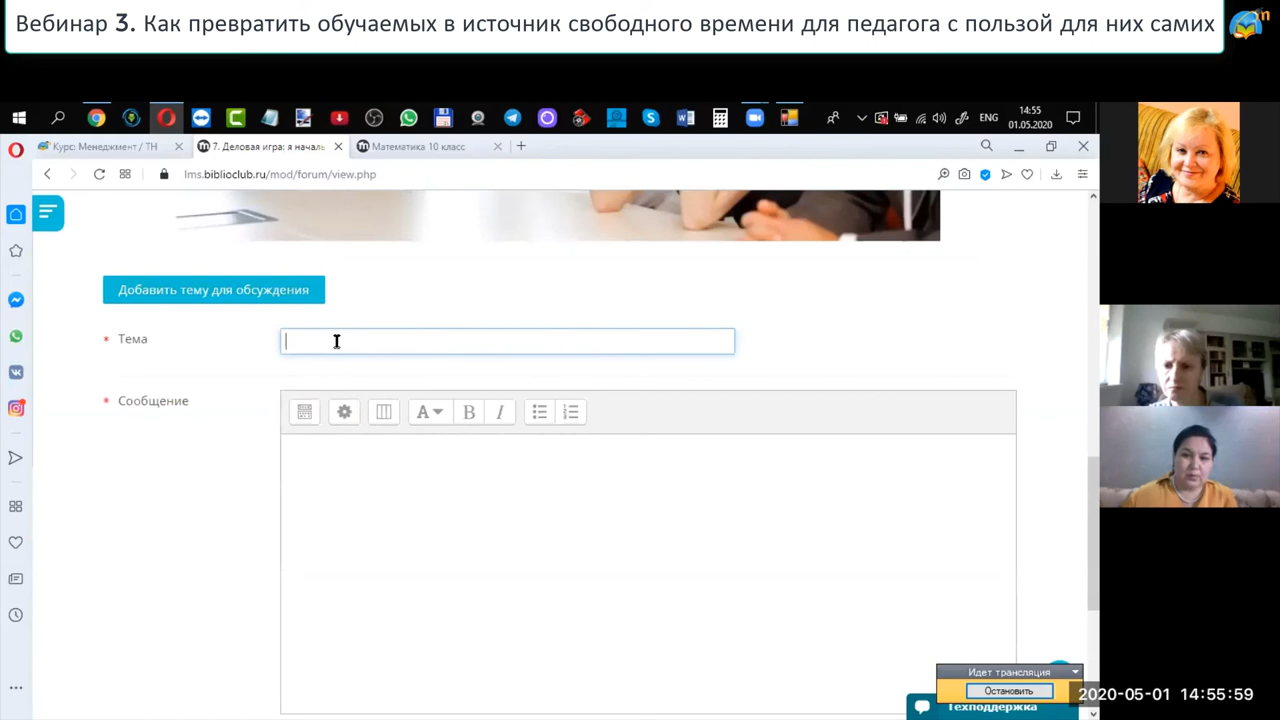 Вебинар 3. Как превратить обучаемых в источник свободного времени для педагога с пользой для них самих
m
ENG
14:55
01.05.2020
Курс: Менеджмент / ТН
7. Деловая игра: я началь
Математика 10 класс
lms.biblioclub.ru/mod/forum/view.php
Добавить тему для обсуждения
* Тема
* Сообщение
A B I
Идет трансляция
Остановить
Техподдержка
2020-05-01 14:55:59